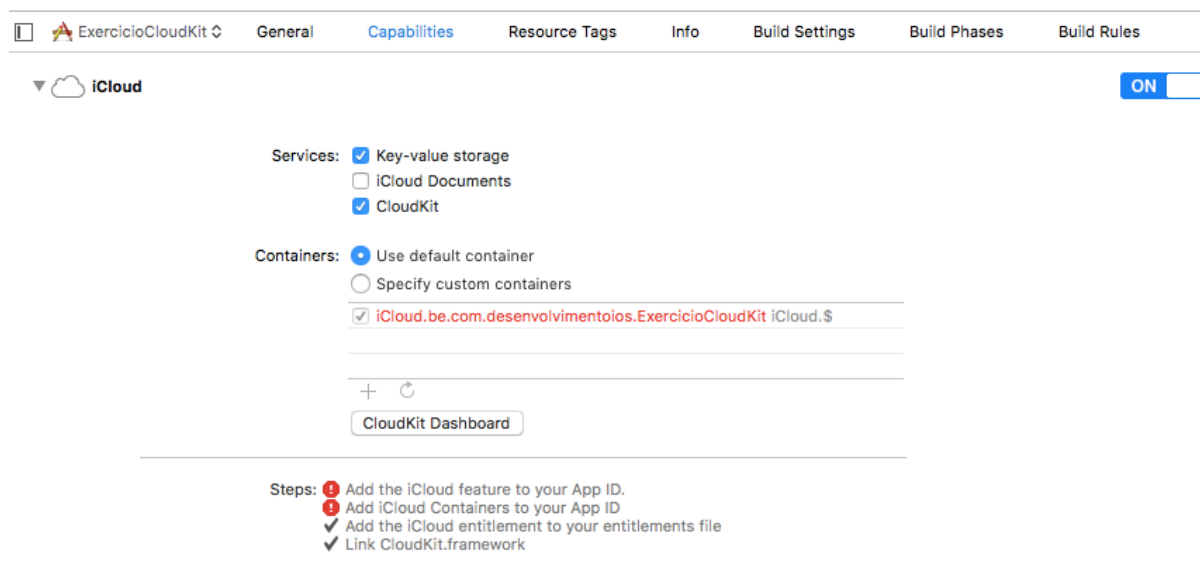 ExercicioCloudKit General Capabilities Resource Tags Info Build Settings Build Phases Build Rules
iCloud ON
Services: Key-value storage
iCloud Documents
CloudKit
Containers: Use default container
Specify custom containers
iCloud.be.com.desenvolvimentoios.ExercicioCloudKit iCloud.$
+
CloudKit Dashboard
Steps: Add the iCloud feature to your App ID.
Add iCloud Containers to your App ID
Add the iCloud entitlement to your entitlements file
Link CloudKit.framework